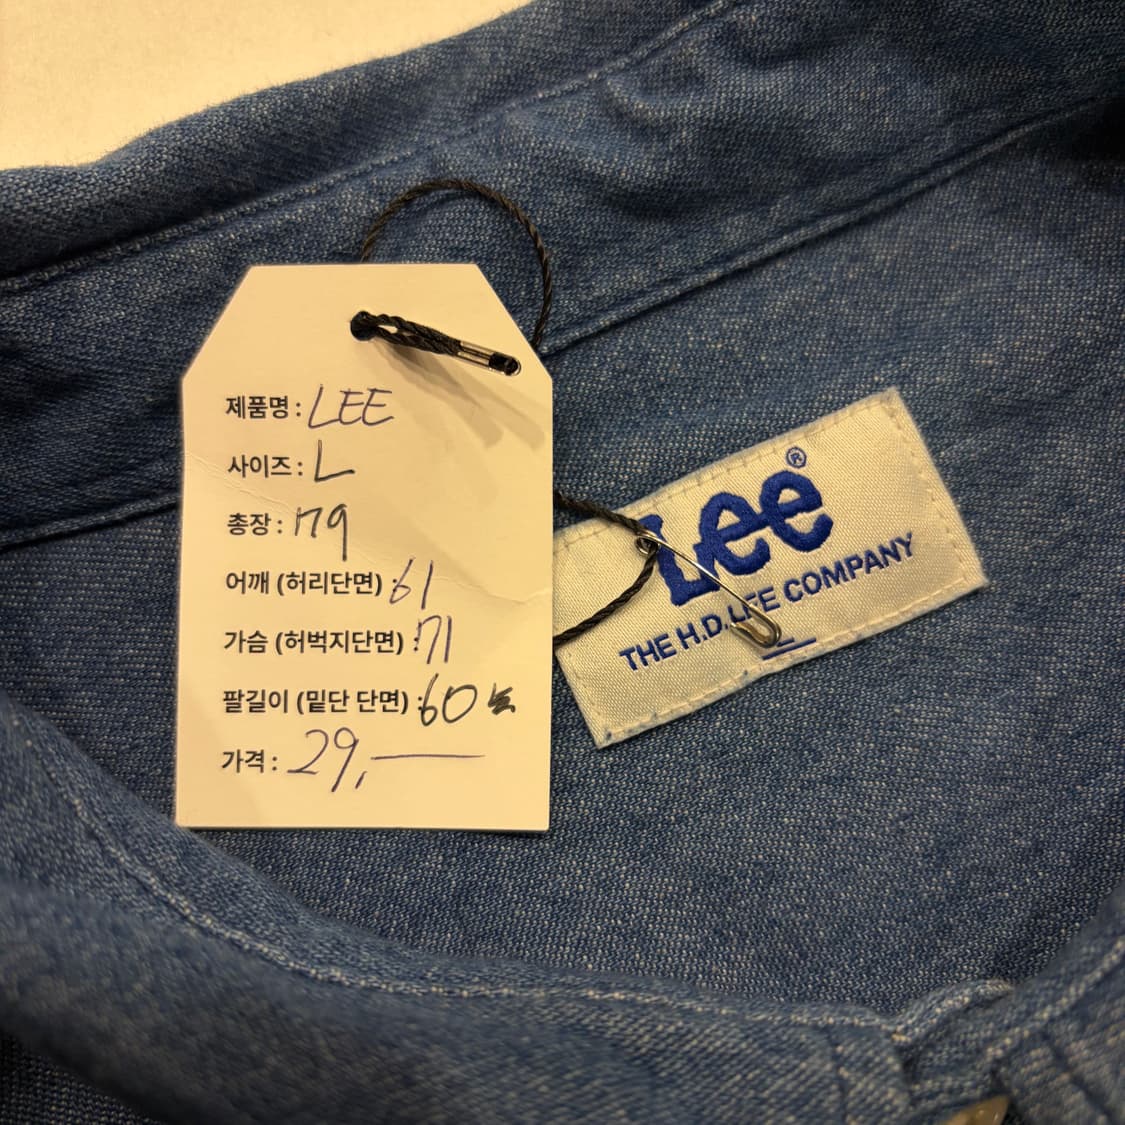 제품명 : LEE
사이즈 : L
총장 : 79
어깨 (허리단면) : 61
가슴 (허벅지단면) : 71
팔길이 (밑단 단면) : 60
가격 : 29,—
Lee®
THE H.D. LEE COMPANY